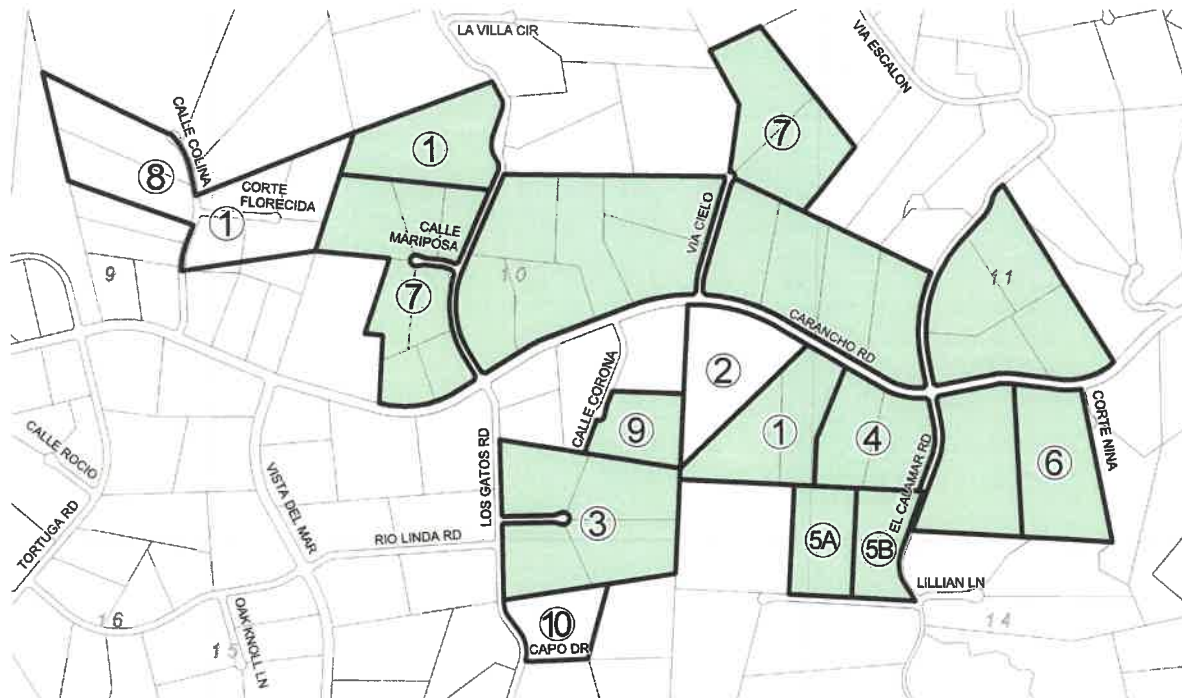 LA VILLA CIR
VIA ESCALON
CALLE COLINA
1
7
8
CORTE
FLORECIDA
1
CALLE
MARIPOSA
VIA CIELO
9
10
11
7
CARANCHO RD
2
CALLE CORONA
9
1
4
CORTE NINA
6
CALLE ROCIO
VISTA DEL MAR
LOS GATOS RD
EL CALAMAR RD
TORTUGA RD
3
RIO LINDA RD
5A
5B
LILLIAN LN
16
OAK KNOLL LN
15
10
CAPO DR
14